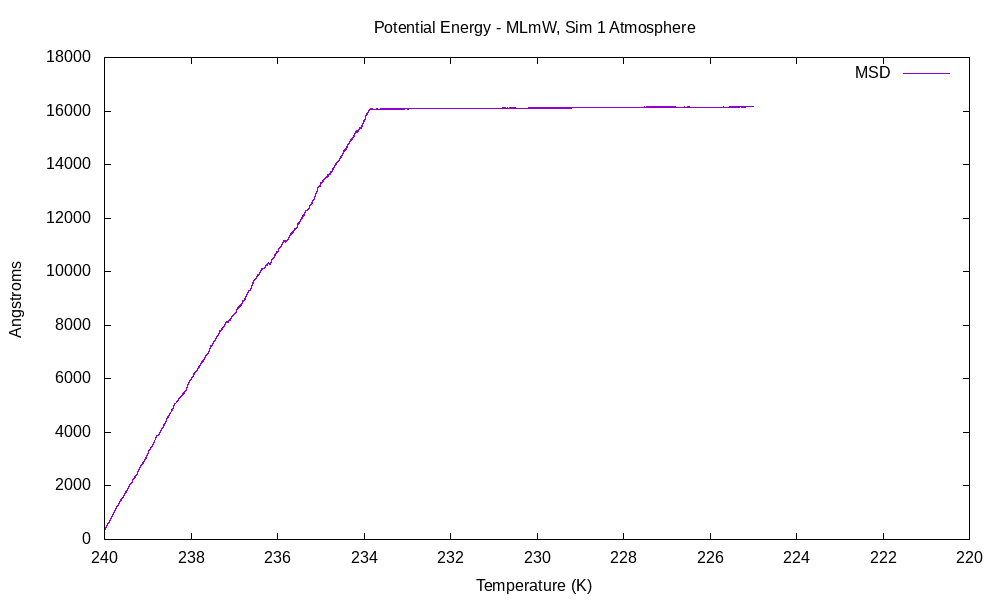 Potential Energy - MLmW, Sim 1 Atmosphere
18000
MSD
16000
14000
12000
10000
8000
6000
4000
2000
0
Angstroms
240 238 236 234 232 230 228 226 224 222 220
Temperature (K)